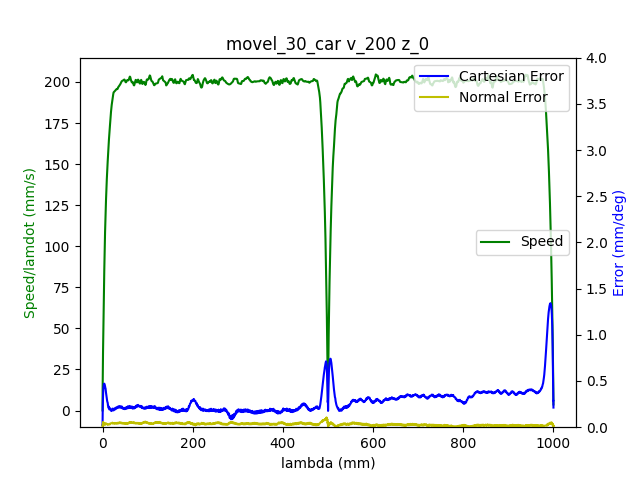 movel_30_car v_200 z_0
Cartesian Error
Normal Error
Speed
Speed/lamdot (mm/s)
200
175
150
125
100
75
50
25
0
Error (mm/deg)
4.0
3.5
3.0
2.5
2.0
1.5
1.0
0.5
0.0
0 200 400 600 800 1000
lambda (mm)